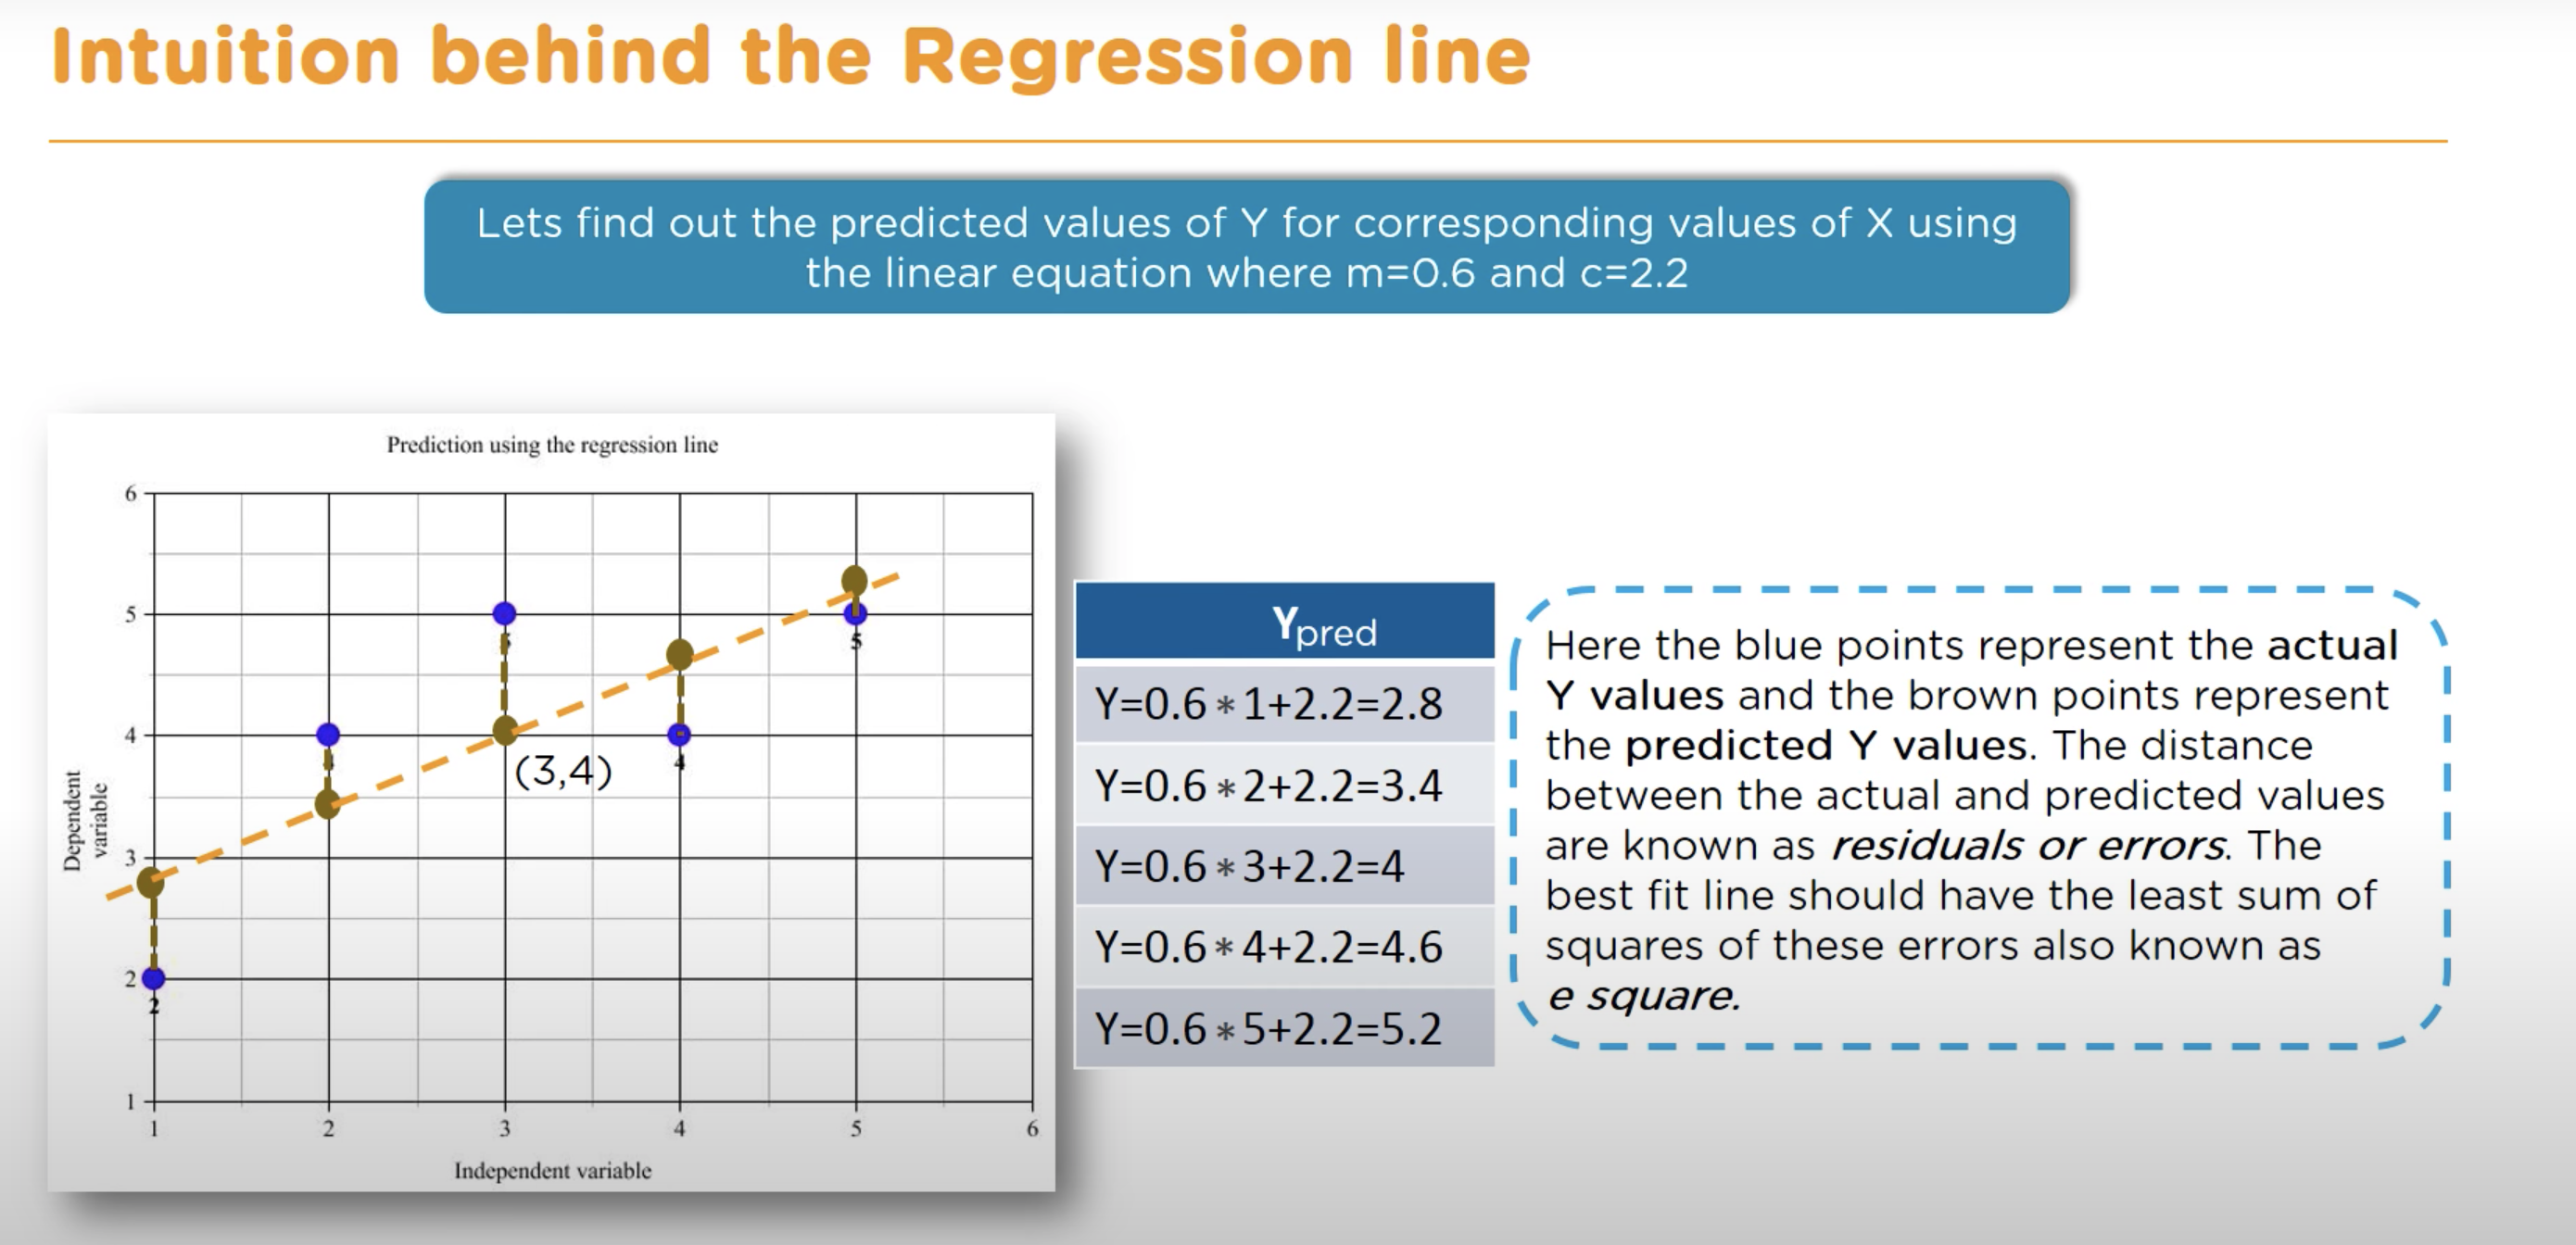 Intuition behind the Regression line
Lets find out the predicted values of Y for corresponding values of X using
the linear equation where m=0.6 and c=2.2
Prediction using the regression line
6
5
4
3
2
1
5
5
4
(3,4)
2
Dependent
variable
1
2
3
4
5
6
Independent variable
Ypred
Y=0.6*1+2.2=2.8
Y=0.6*2+2.2=3.4
Y=0.6*3+2.2=4
Y=0.6*4+2.2=4.6
Y=0.6*5+2.2=5.2
Here the blue points represent the actual
Y values and the brown points represent
the predicted Y values. The distance
between the actual and predicted values
are known as residuals or errors. The
best fit line should have the least sum of
squares of these errors also known as
e square.